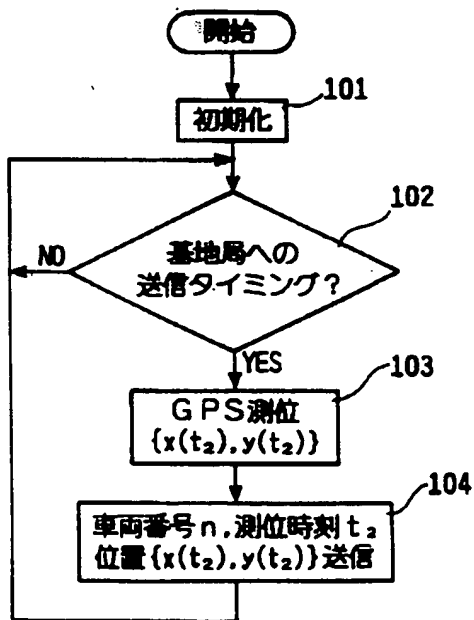 開始
101
初期化
102
基地局への
送信タイミング?
NO
YES
103
GPS測位
{x(t₂),y(t₂)}
104
車両番号n,測位時刻t₂
位置{x(t₂),y(t₂)}送信